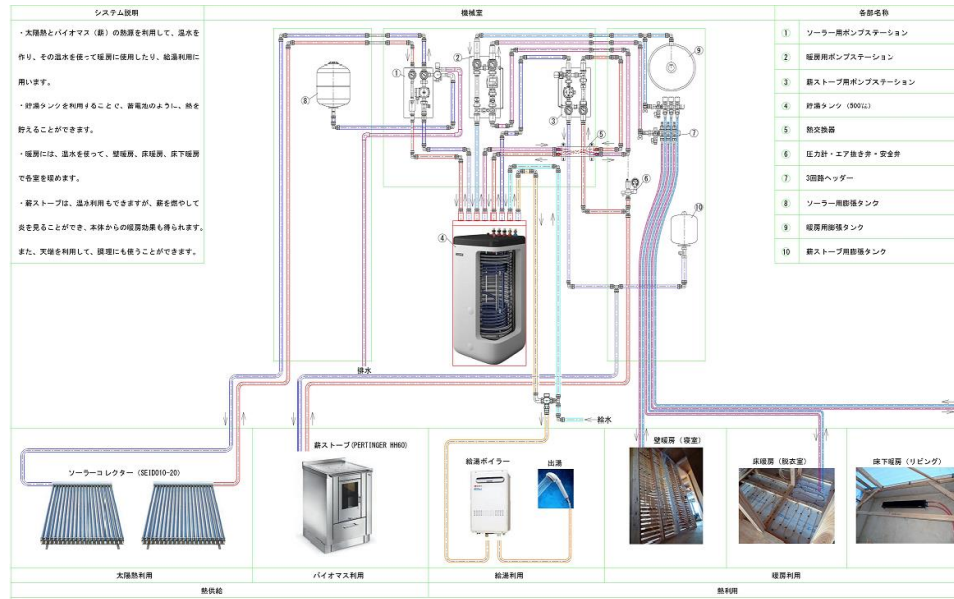 システム説明
・太陽熱とバイオマス（薪）の熱源を利用して、温水を
作り、その温水を使って暖房に使用したり、給湯利用に
用います。
・貯湯タンクを利用することで、蓄電池のように、熱を
貯えることができます。
・暖房には、温水を使って、壁暖房、床暖房、床下暖房
で各室を暖めます。
・薪ストーブは、温水利用もできますが、薪を燃やして
炎を見ることができ、本体からの暖房効果も得られます。
また、天端を利用して、調理にも使うことができます。
機械室
①
②
③
④
⑤
⑥
⑦
⑧
⑨
⑩
排水
給水
各部名称
① ソーラー用ポンプステーション
② 暖房用ポンプステーション
③ 薪ストーブ用ポンプステーション
④ 貯湯タンク（900㍑）
⑤ 熱交換器
⑥ 圧力計・エア抜き弁・安全弁
⑦ 3回路ヘッダー
⑧ ソーラー用膨張タンク
⑨ 暖房用膨張タンク
⑩ 薪ストーブ用膨張タンク
ソーラーコレクター（SEIDO10-20）
薪ストーブ(PERTINGER HH60)
給湯ボイラー
出湯
壁暖房（寝室）
床暖房（脱衣室）
床下暖房（リビング）
太陽熱利用
バイオマス利用
給湯利用
暖房利用
熱供給
熱利用